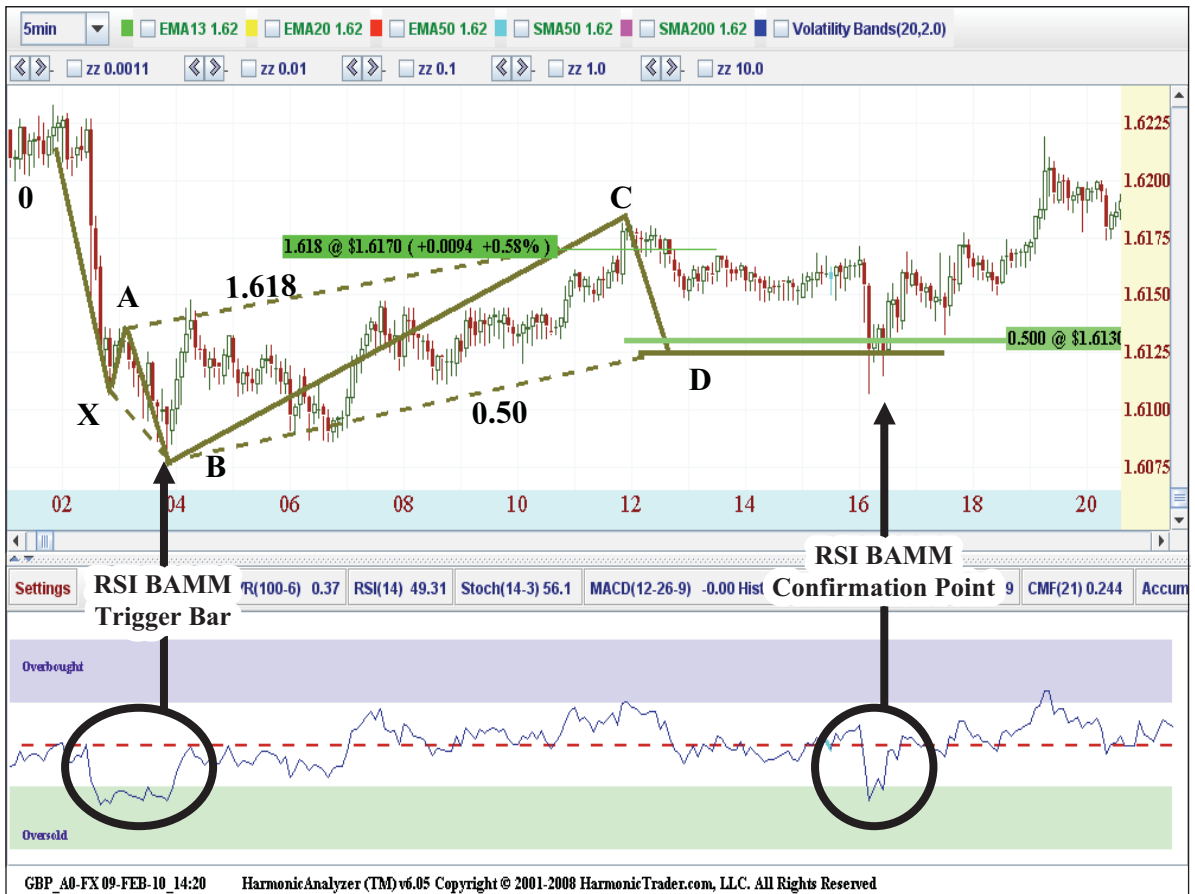 5min EMA13 1.62 EMA20 1.62 EMA50 1.62 SMA50 1.62 SMA200 1.62 Volatility Bands(20,2.0)
zz 0.0011 zz 0.01 zz 0.1 zz 1.0 zz 10.0
1.6225
1.6200
0
C
1.6175
1.618 @ $1.6170 ( +0.0094 +0.58% )
1.618
A
1.6150
0.500 @ $1.6130
1.6125
D
X
0.50
1.6100
B
1.6075
02 04 06 08 10 12 14 16 18 20
RSI BAMM
Trigger Bar
RSI BAMM
Confirmation Point
Settings /R(100-6) 0.37 RSI(14) 49.31 Stoch(14-3) 56.1 MACD(12-26-9) -0.00 Hist 9 CMF(21) 0.244 Accum
Overbought
Oversold
GBP_A0-FX 09-FEB-10_14:20 HarmonicAnalyzer (TM) v6.05 Copyright © 2001-2008 HarmonicTrader.com, LLC. All Rights Reserved